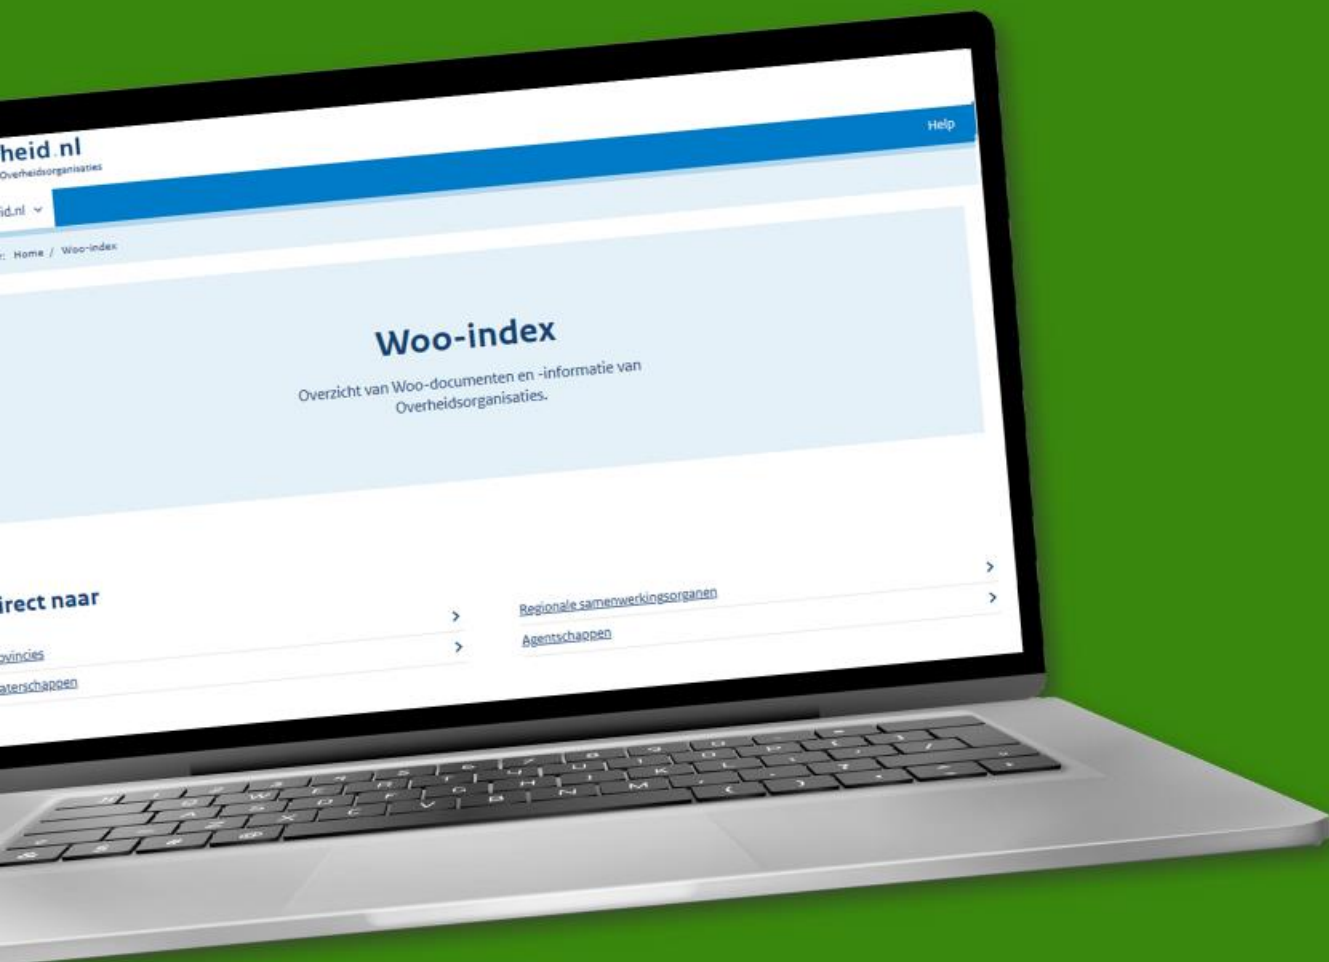 heid.nl
Overheidsorganisaties
id.nl
Help
Home / Woo-index
Woo-index
Overzicht van Woo-documenten en -informatie van
Overheidsorganisaties.
irect naar
ovincies
aterschappen
Regionale samenwerkingsorganen
Agentschappen